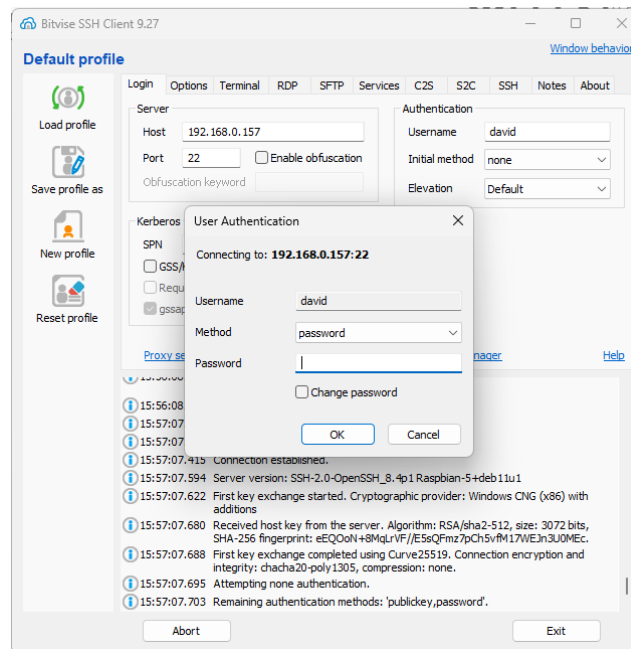 Bitvise SSH Client 9.27
Default profile
Window behavior
Load profile
Save profile as
New profile
Reset profile
Login Options Terminal RDP SFTP Services C2S S2C SSH Notes About
Server
Host 192.168.0.157
Port 22 Enable obfuscation
Obfuscation keyword
Authentication
Username david
Initial method none
Elevation Default
Kerberos
SPN
User Authentication
Connecting to: 192.168.0.157:22
Username david
Method password
Password
Change password
OK Cancel
Help
15:56:08
15:57:07
15:57:07
15:57:07.415 Connection established.
15:57:07.594 Server version: SSH-2.0-OpenSSH_8.4p1 Raspbian-5+deb11u1
15:57:07.622 First key exchange started. Cryptographic provider: Windows CNG (x86) with
additions
15:57:07.680 Received host key from the server. Algorithm: RSA/sha2-512, size: 3072 bits,
SHA-256 fingerprint: eEQOoN+8MqLrVF//E5sQFmz7pCh5vfM17WEJn3U0MEc.
15:57:07.688 First key exchange completed using Curve25519. Connection encryption and
integrity: chacha20-poly1305, compression: none.
15:57:07.695 Attempting none authentication.
15:57:07.703 Remaining authentication methods: 'publickey,password'.
Abort Exit